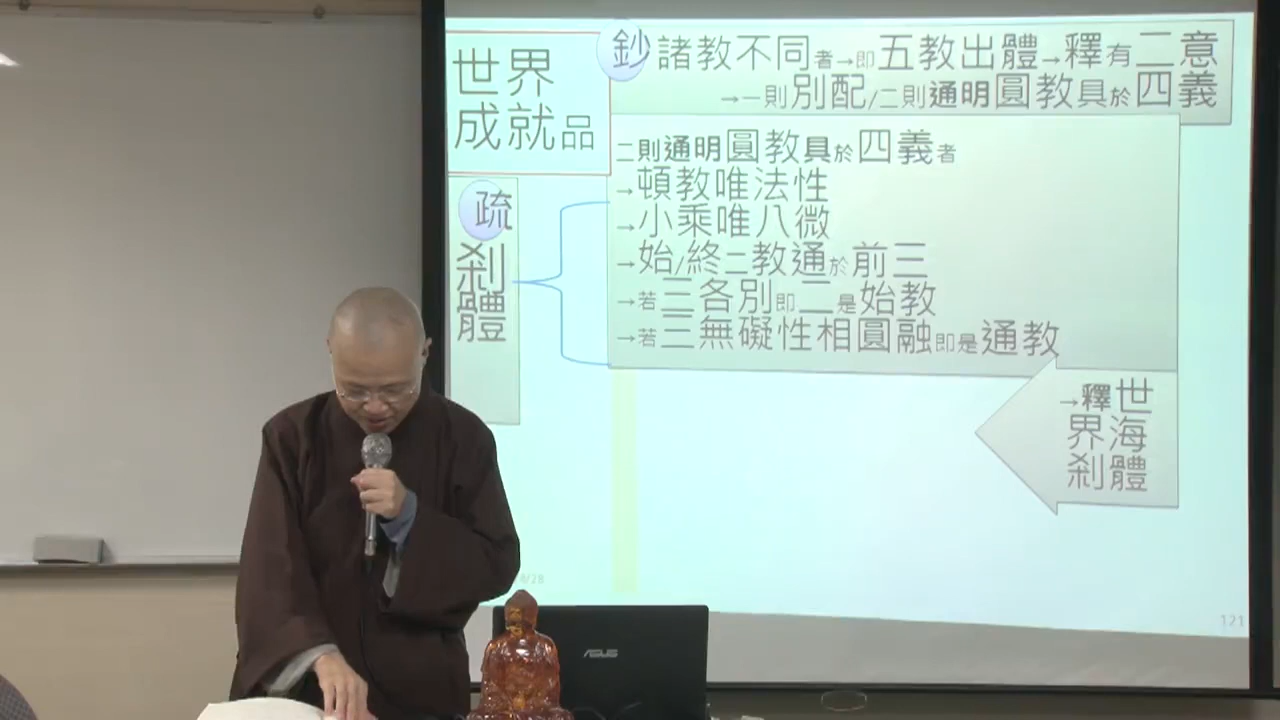 世界
成就品
鈔 諸教不同者→即五教出體→釋有二意
→一則別配/二則通明圓教具於四義
疏
剎
體
二則通明圓教具於四義者
→頓教唯法性
→小乘唯八微
→始/終二教通於前三
→若三各別即二是始教
→若三無礙性相圓融即是通教
→釋世
界海
剎體
8/28
121
ASUS